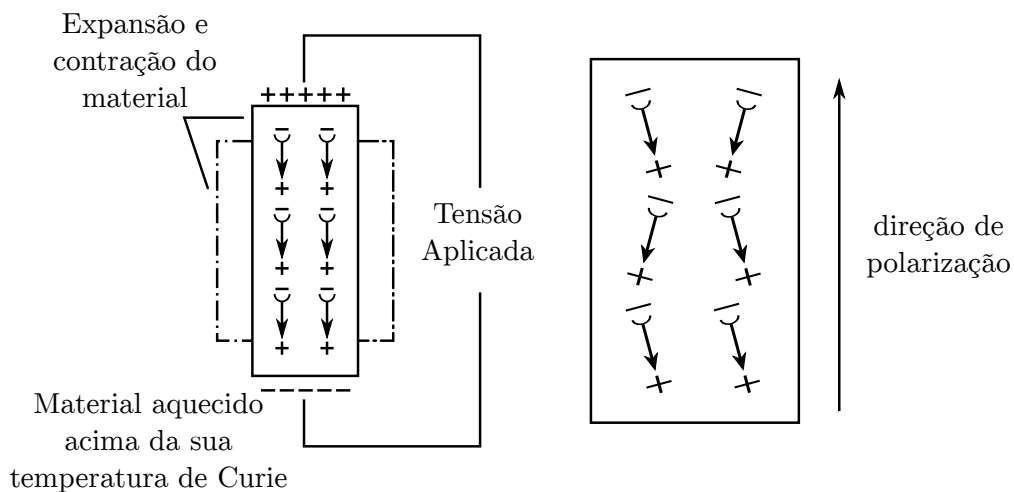 Expansão e
contração do
material
+++++
Tensão
Aplicada
Material aquecido
acima da sua
temperatura de Curie
direção de
polarização